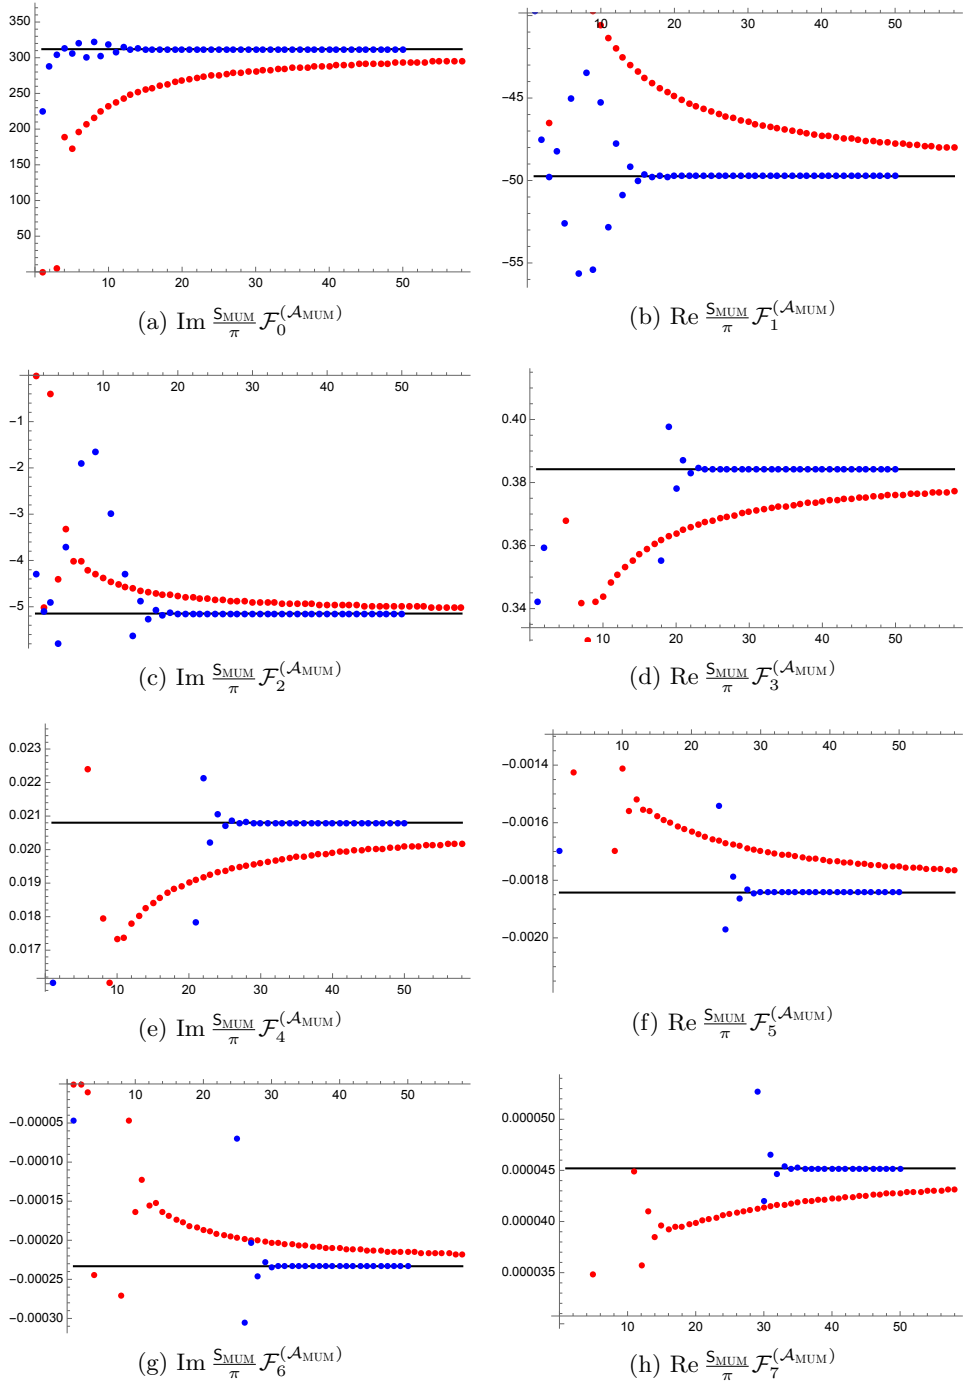 350
300
250
200
150
100
50
10 20 30 40 50
(a) Im S_MUM/π F_0^(A_MUM)
10 20 30 40 50
−45
−50
−55
(b) Re S_MUM/π F_1^(A_MUM)
10 20 30 40 50
−1
−2
−3
−4
−5
(c) Im S_MUM/π F_2^(A_MUM)
0.40
0.38
0.36
0.34
10 20 30 40 50
(d) Re S_MUM/π F_3^(A_MUM)
0.023
0.022
0.021
0.020
0.019
0.018
0.017
10 20 30 40 50
(e) Im S_MUM/π F_4^(A_MUM)
10 20 30 40 50
−0.0014
−0.0016
−0.0018
−0.0020
(f) Re S_MUM/π F_5^(A_MUM)
10 20 30 40 50
−0.00005
−0.00010
−0.00015
−0.00020
−0.00025
−0.00030
(g) Im S_MUM/π F_6^(A_MUM)
0.000050
0.000045
0.000040
0.000035
10 20 30 40 50
(h) Re S_MUM/π F_7^(A_MUM)